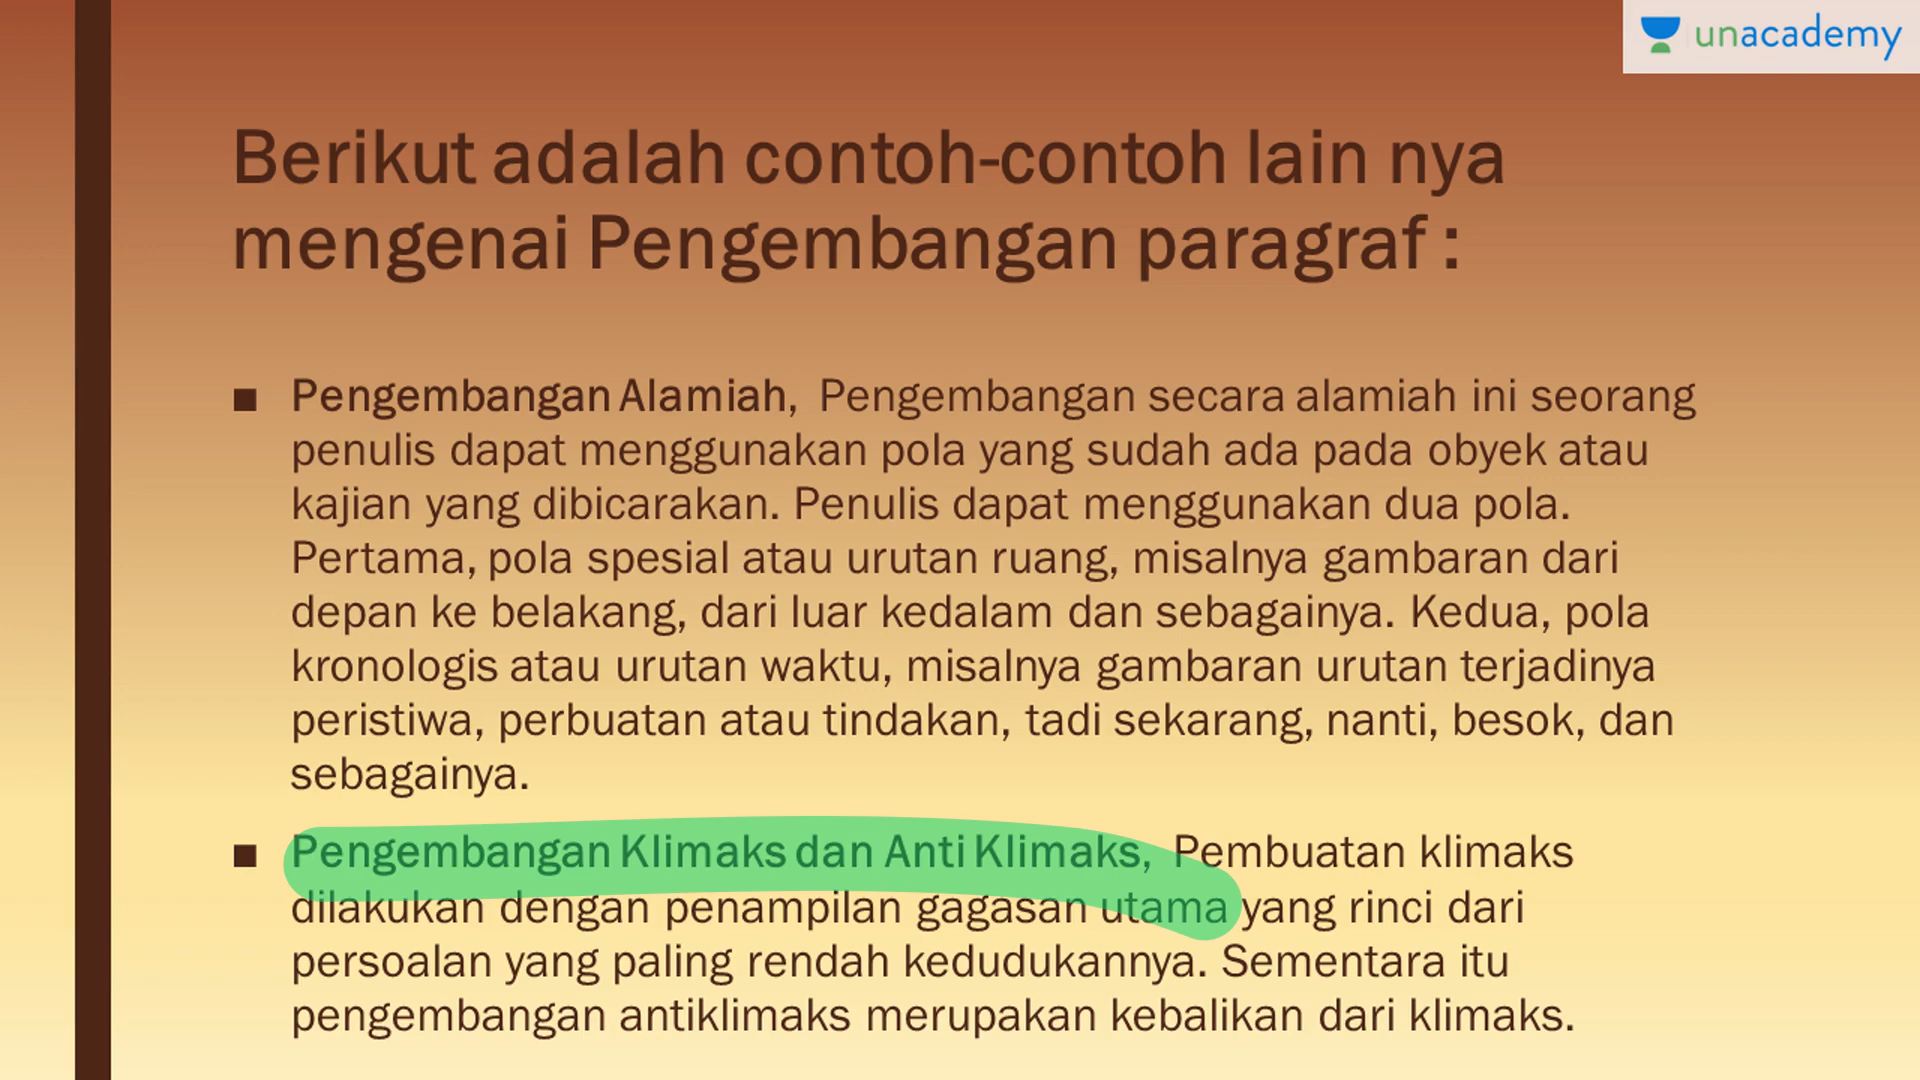 unacademy
Berikut adalah contoh-contoh lain nya
mengenai Pengembangan paragraf :
■ Pengembangan Alamiah, Pengembangan secara alamiah ini seorang
penulis dapat menggunakan pola yang sudah ada pada obyek atau
kajian yang dibicarakan. Penulis dapat menggunakan dua pola.
Pertama, pola spesial atau urutan ruang, misalnya gambaran dari
depan ke belakang, dari luar kedalam dan sebagainya. Kedua, pola
kronologis atau urutan waktu, misalnya gambaran urutan terjadinya
peristiwa, perbuatan atau tindakan, tadi sekarang, nanti, besok, dan
sebagainya.
■ Pengembangan Klimaks dan Anti Klimaks, Pembuatan klimaks
dilakukan dengan penampilan gagasan utama yang rinci dari
persoalan yang paling rendah kedudukannya. Sementara itu
pengembangan antiklimaks merupakan kebalikan dari klimaks.